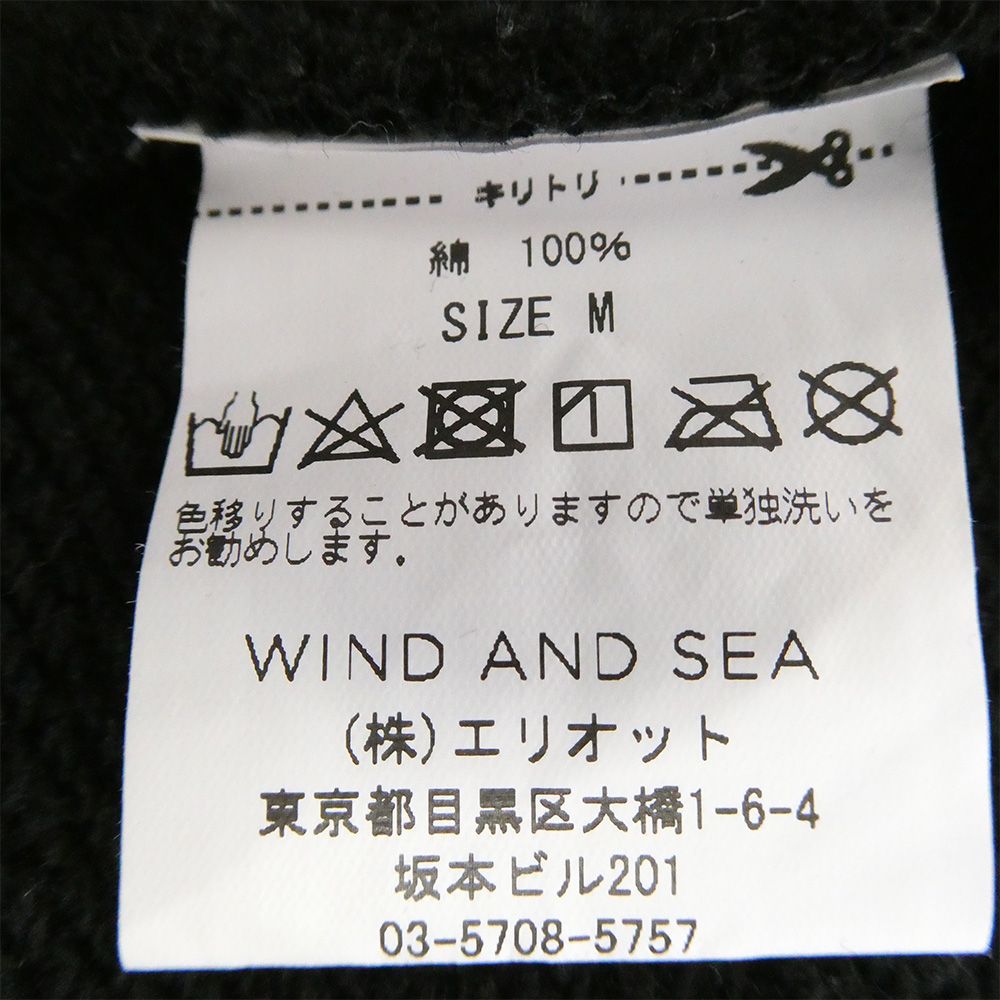 キリトリ
綿 100%
SIZE M
色移りすることがありますので単独洗いを
お勧めします。
WIND AND SEA
(株)エリオット
東京都目黒区大橋1-6-4
坂本ビル201
03-5708-5757